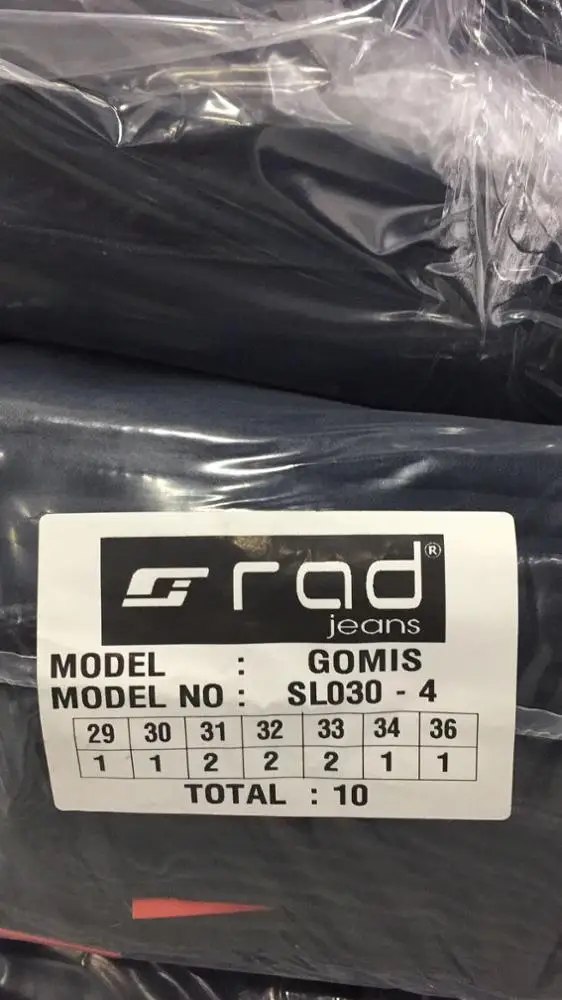 rad®
jeans
MODEL : GOMIS
MODEL NO : SL030 - 4
29 30 31 32 33 34 36
1 1 2 2 2 1 1
TOTAL : 10